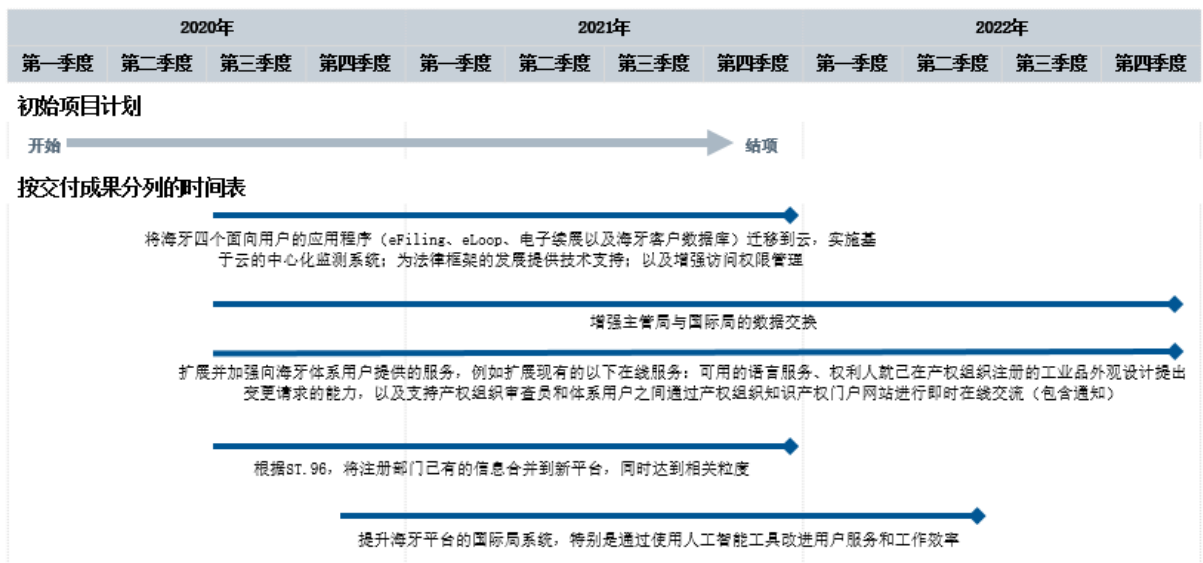 2020年 2021年 2022年
第一季度 第二季度 第三季度 第四季度 第一季度 第二季度 第三季度 第四季度 第一季度 第二季度 第三季度 第四季度
初始项目计划
开始 结项
按交付成果分列的时间表
将海牙四个面向用户的应用程序（eFiling、eLoop、电子续展以及海牙客户数据库）迁移到云，实施基
于云的中心化监测系统；为法律框架的发展提供技术支持；以及增强访问权限管理
增强主管局与国际局的数据交换
扩展并加强向海牙体系用户提供的服务，例如扩展现有的以下在线服务：可用的语言服务、权利人就已在产权组织注册的工业品外观设计提出
变更请求的能力，以及支持产权组织审查员和体系用户之间通过产权组织知识产权门户网站进行即时在线交流（包含通知）
根据ST.96，将注册部门已有的信息合并到新平台，同时达到相关粒度
提升海牙平台的国际局系统，特别是通过使用人工智能工具改进用户服务和工作效率